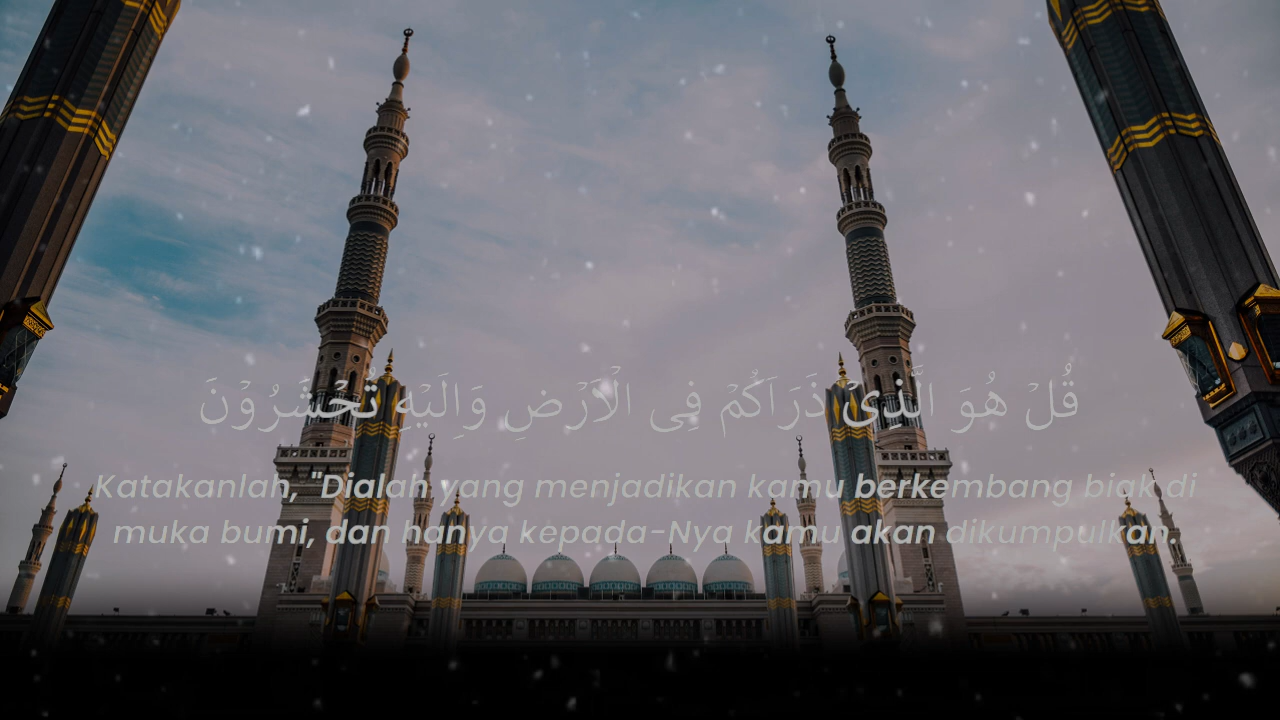 قُلْ هُوَ الَّذِيْ ذَرَاَكُمْ فِى الْاَرْضِ وَاِلَيْهِ تُحْشَرُوْنَ
Katakanlah, "Dialah yang menjadikan kamu berkembang biak di
muka bumi, dan hanya kepada-Nya kamu akan dikumpulkan.